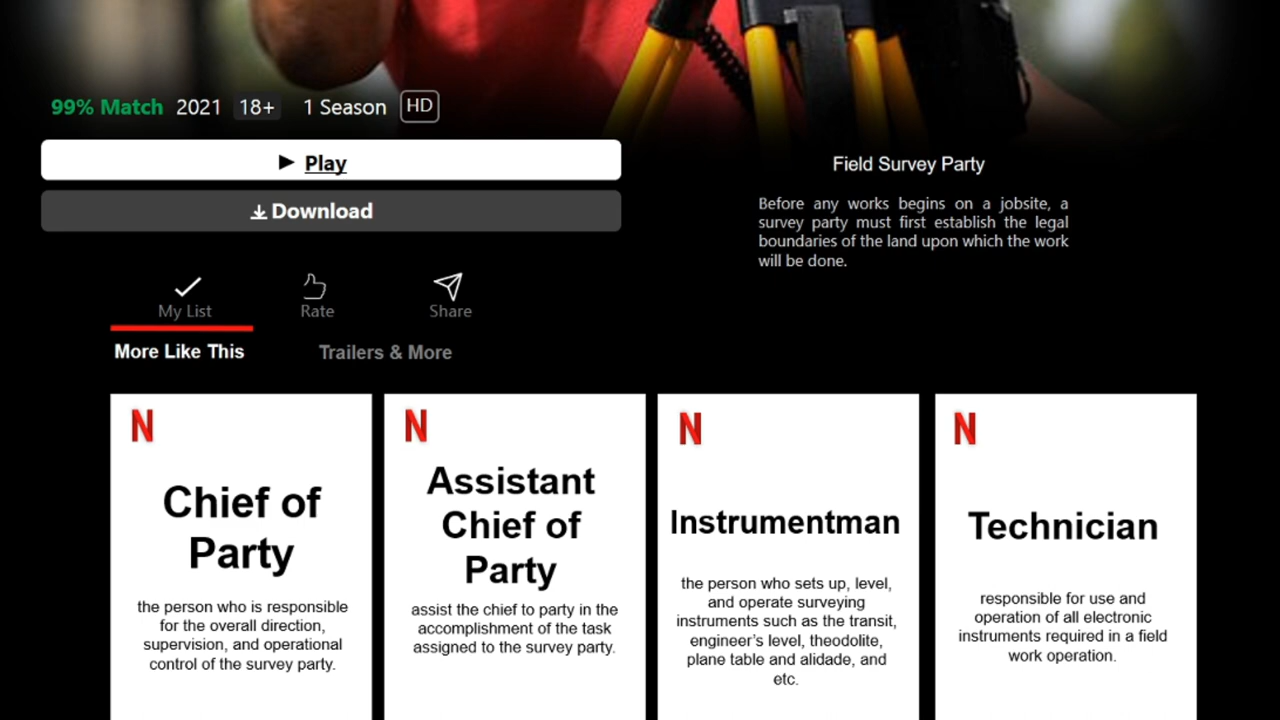 99% Match 2021 18+ 1 Season HD
Play
Download
Field Survey Party
Before any works begins on a jobsite, a
survey party must first establish the legal
boundaries of the land upon which the work
will be done.
My List
Rate
Share
More Like This
Trailers & More
N
Chief of
Party
the person who is responsible
for the overall direction,
supervision, and operational
control of the survey party.
N
Assistant
Chief of
Party
assist the chief to party in the
accomplishment of the task
assigned to the survey party.
N
Instrumentman
the person who sets up, level,
and operate surveying
instruments such as the transit,
engineer’s level, theodolite,
plane table and alidade, and
etc.
N
Technician
responsible for use and
operation of all electronic
instruments required in a field
work operation.